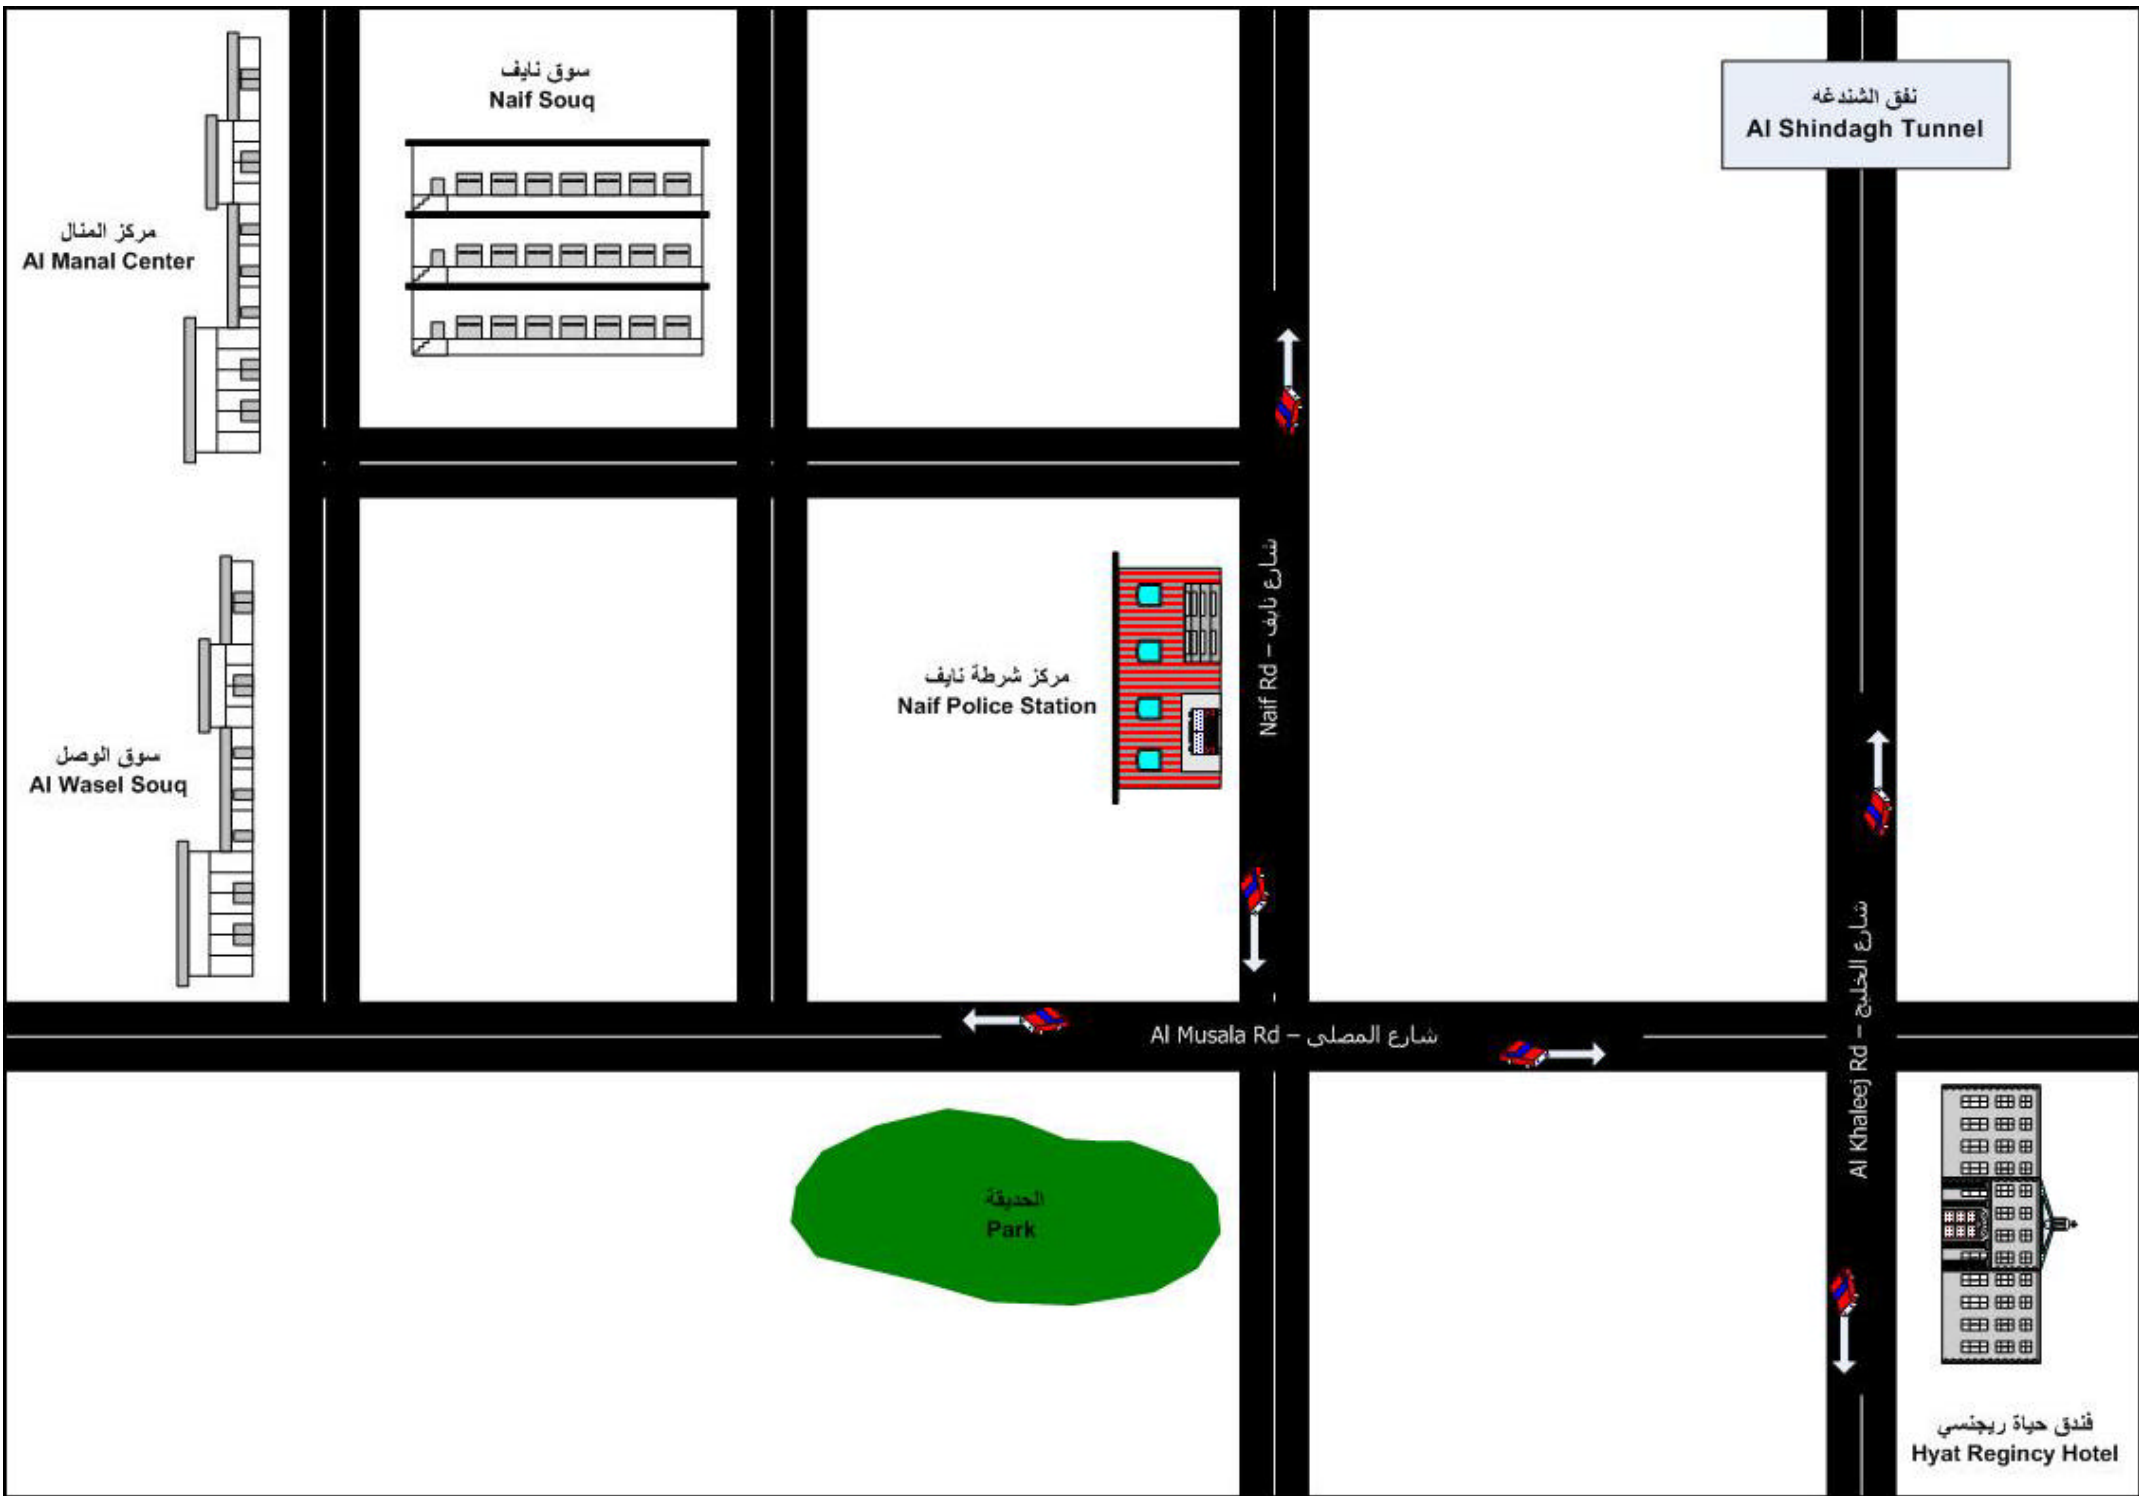 سوق نايف
Naif Souq
نفق الشندغه
Al Shindagh Tunnel
مركز المنال
Al Manal Center
شارع نايف – Naif Rd
مركز شرطة نايف
Naif Police Station
سوق الوصل
Al Wasel Souq
شارع المصلى – Al Musala Rd
شارع الخليج – Al Khaleej Rd
الحديقة
Park
فندق حياة ريجنسي
Hyat Regincy Hotel